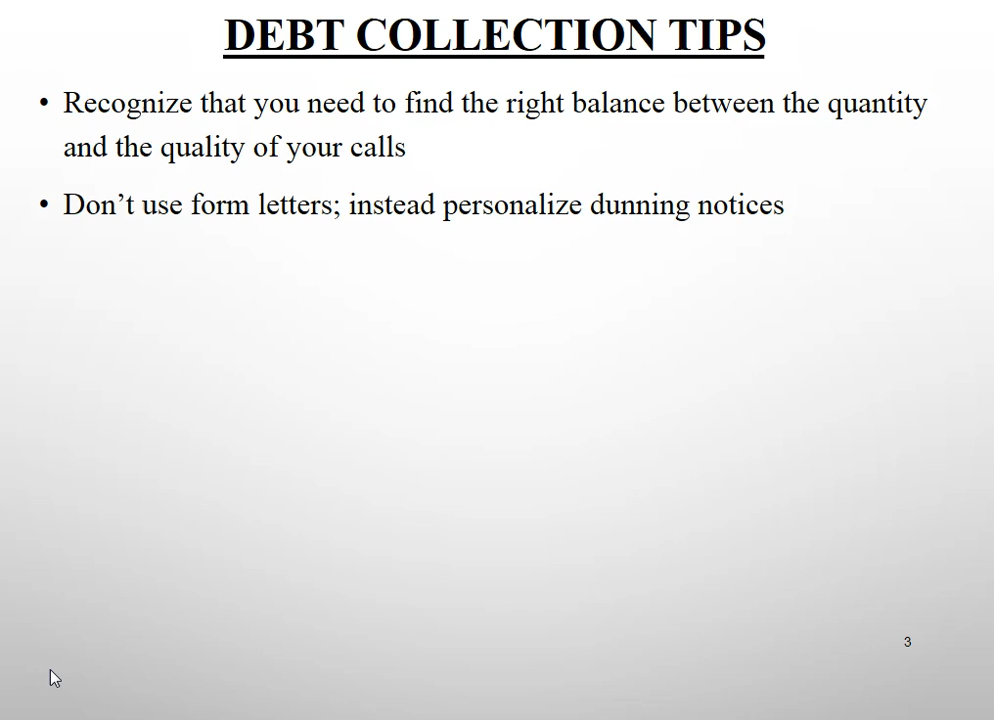 DEBT COLLECTION TIPS
• Recognize that you need to find the right balance between the quantity
and the quality of your calls
• Don’t use form letters; instead personalize dunning notices
3